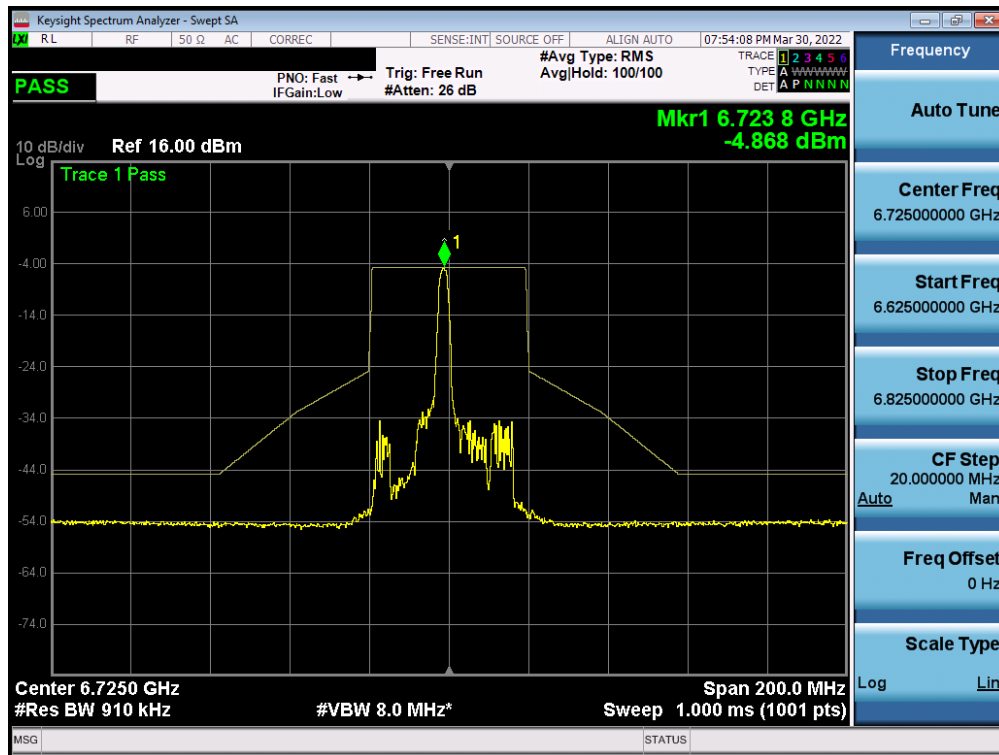 Keysight Spectrum Analyzer - Swept SA
LXI RL RF 50 Ω AC CORREC SENSE:INT SOURCE OFF ALIGN AUTO 07:54:08 PM Mar 30, 2022
#Avg Type: RMS TRACE 1 2 3 4 5 6
PNO: Fast Trig: Free Run Avg|Hold: 100/100 TYPE A WWWWW
PASS IFGain:Low #Atten: 26 dB DET A P N N N N
Mkr1 6.723 8 GHz
-4.868 dBm
10 dB/div Ref 16.00 dBm
Log
Trace 1 Pass
1
6.00
-4.00
-14.0
-24.0
-34.0
-44.0
-54.0
-64.0
-74.0
Center 6.7250 GHz Span 200.0 MHz
#Res BW 910 kHz #VBW 8.0 MHz* Sweep 1.000 ms (1001 pts)
MSG STATUS
Frequency
Auto Tune
Center Freq
6.725000000 GHz
Start Freq
6.625000000 GHz
Stop Freq
6.825000000 GHz
CF Step
20.000000 MHz
Auto Man
Freq Offset
0 Hz
Scale Type
Log Lin